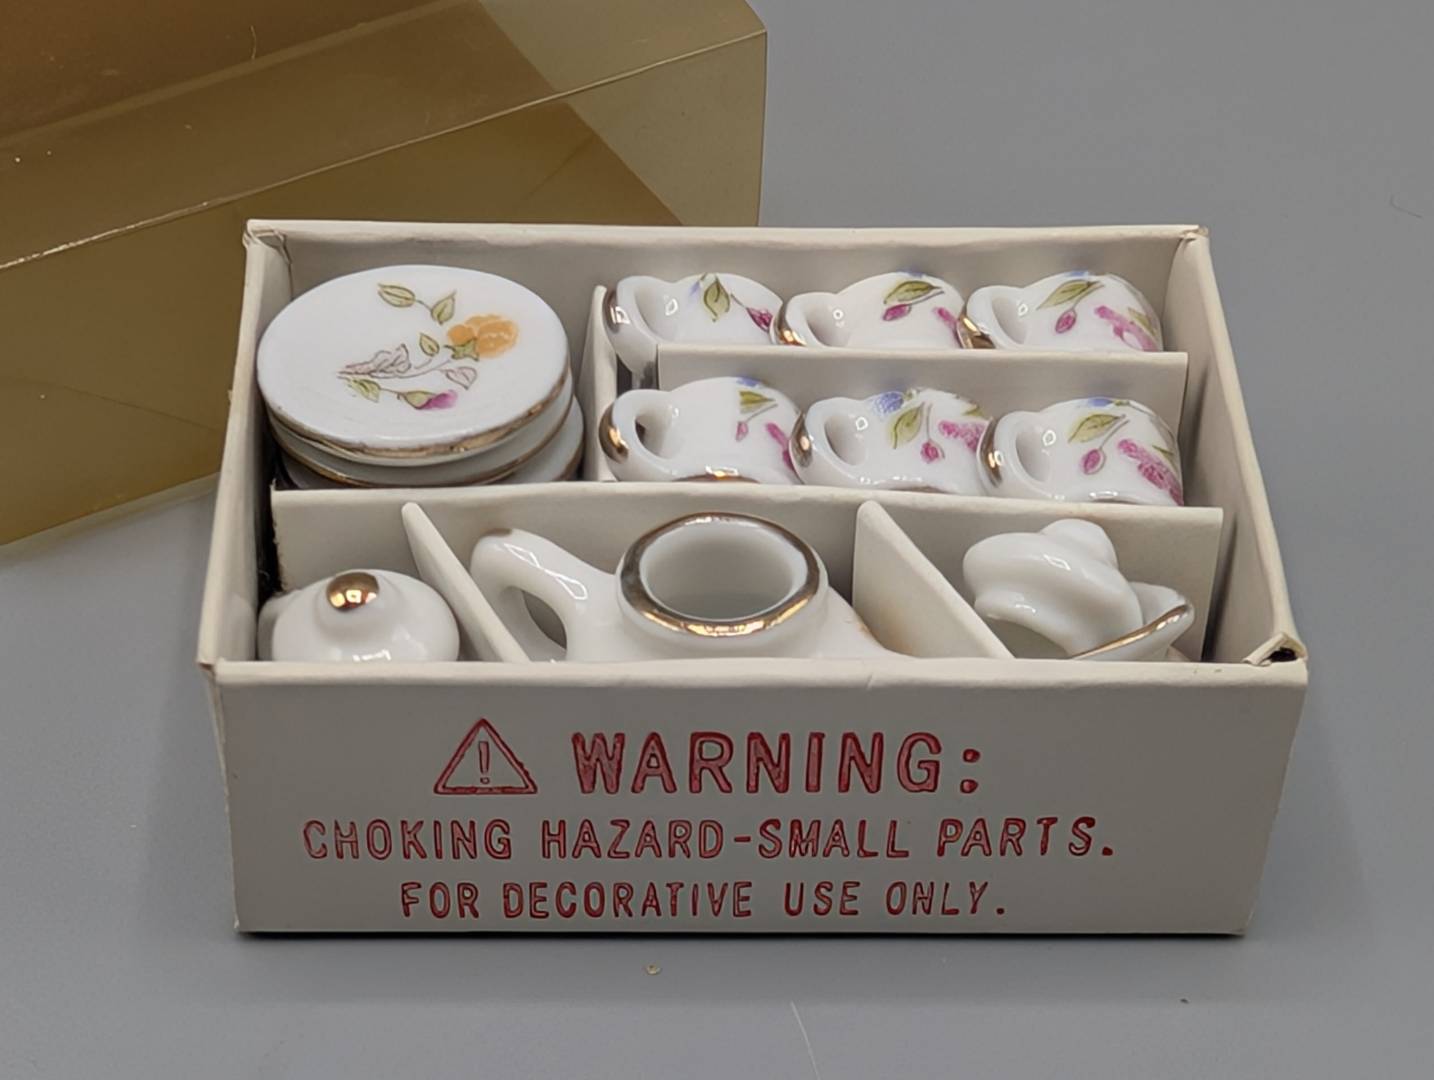 WARNING:
CHOKING HAZARD-SMALL PARTS.
FOR DECORATIVE USE ONLY.